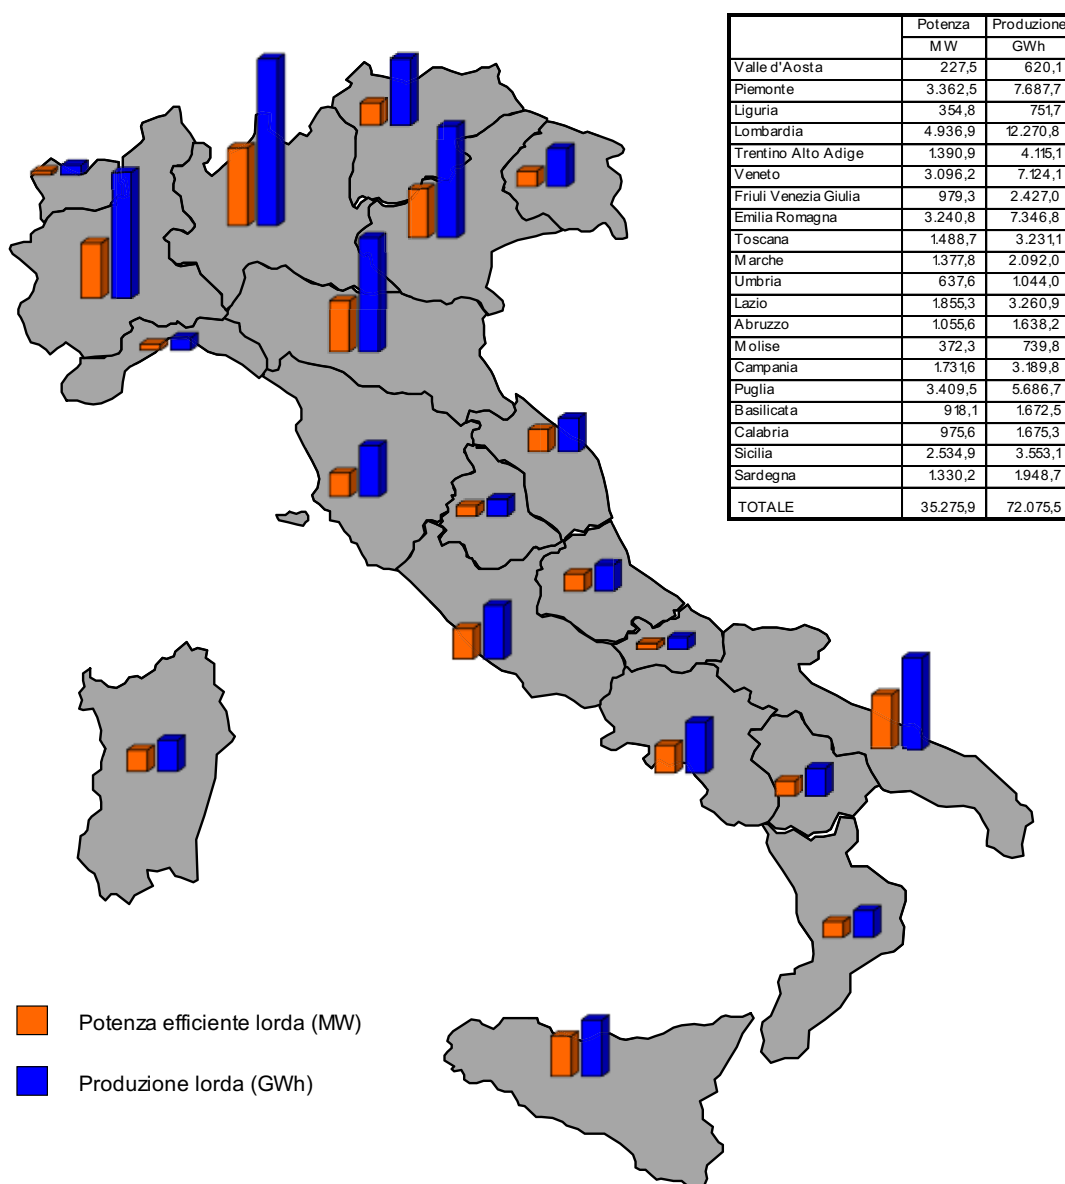 Potenza Produzione
MW GWh
Valle d'Aosta 227,5 620,1
Piemonte 3.362,5 7.687,7
Liguria 354,8 751,7
Lombardia 4.936,9 12.270,8
Trentino Alto Adige 1.390,9 4.115,1
Veneto 3.096,2 7.124,1
Friuli Venezia Giulia 979,3 2.427,0
Emilia Romagna 3.240,8 7.346,8
Toscana 1.488,7 3.231,1
Marche 1.377,8 2.092,0
Umbria 637,6 1.044,0
Lazio 1.855,3 3.260,9
Abruzzo 1.055,6 1.638,2
Molise 372,3 739,8
Campania 1.731,6 3.189,8
Puglia 3.409,5 5.686,7
Basilicata 918,1 1.672,5
Calabria 975,6 1.675,3
Sicilia 2.534,9 3.553,1
Sardegna 1.330,2 1.948,7
TOTALE 35.275,9 72.075,5
Potenza efficiente lorda (MW)
Produzione lorda (GWh)